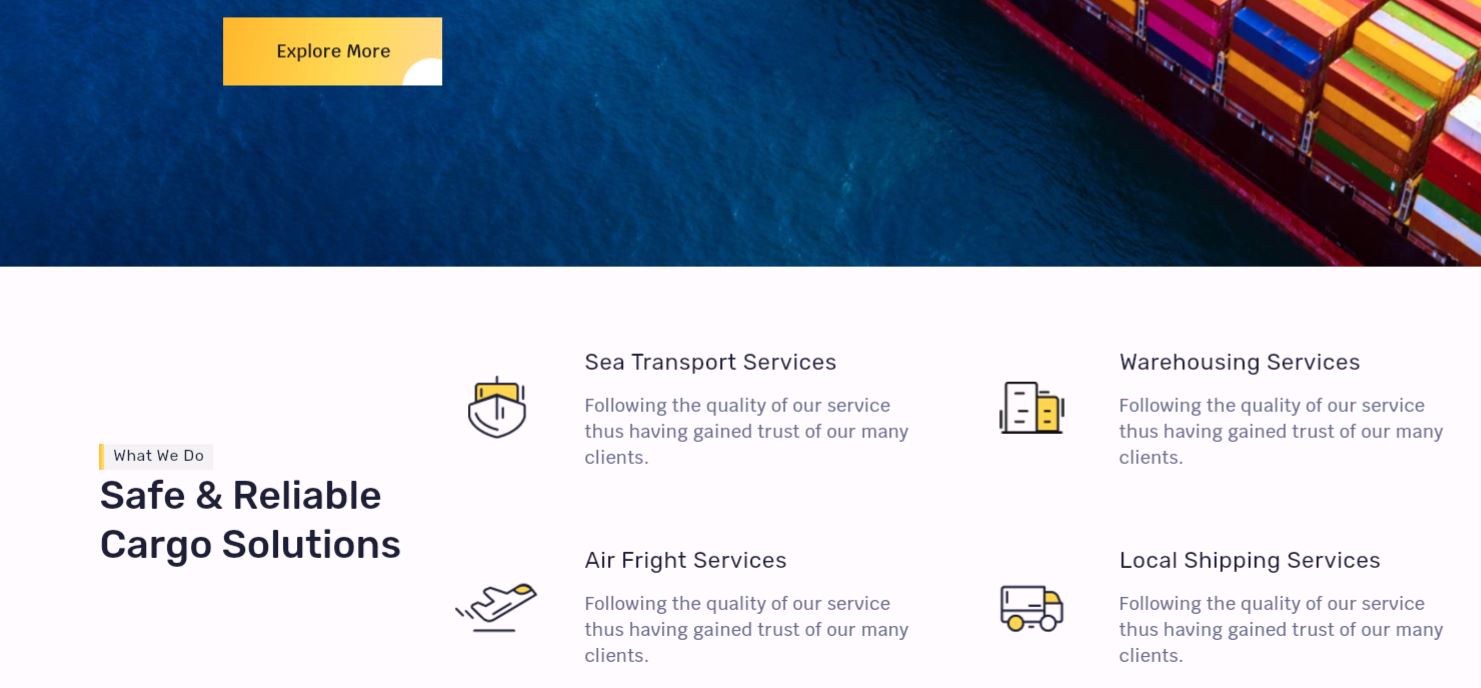 Explore More
What We Do
Safe & Reliable
Cargo Solutions
Sea Transport Services
Following the quality of our service
thus having gained trust of our many
clients.
Warehousing Services
Following the quality of our service
thus having gained trust of our many
clients.
Air Fright Services
Following the quality of our service
thus having gained trust of our many
clients.
Local Shipping Services
Following the quality of our service
thus having gained trust of our many
clients.